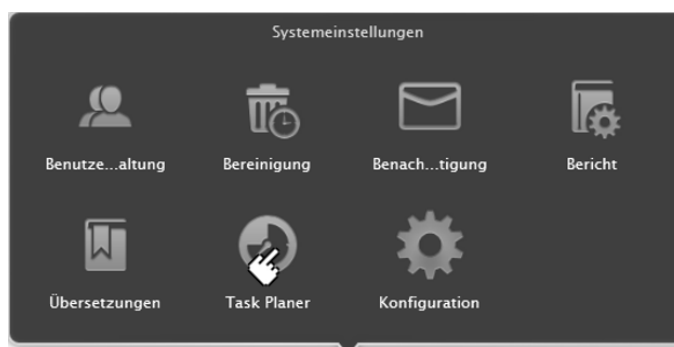 Systemeinstellungen
Benutze...altung Bereinigung Benach...tigung Bericht
Übersetzungen Task Planer Konfiguration